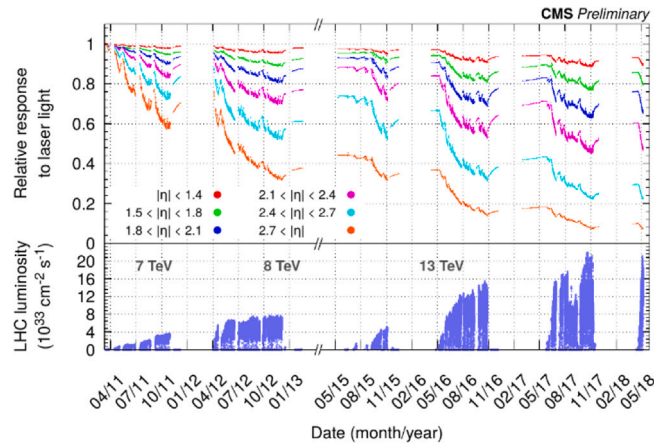 CMS Preliminary
Relative response
to laser light
1
0.8
0.6
0.4
0.2
0
|η| < 1.4
1.5 < |η| < 1.8
1.8 < |η| < 2.1
2.1 < |η| < 2.4
2.4 < |η| < 2.7
2.7 < |η|
LHC luminosity
(10³³ cm⁻² s⁻¹)
20
16
12
8
4
0
7 TeV 8 TeV 13 TeV
// //
04/11 07/11 10/11 01/12 04/12 07/12 10/12 01/13 05/15 08/15 11/15 02/16 05/16 08/16 11/16 02/17 05/17 08/17 11/17 02/18 05/18
Date (month/year)